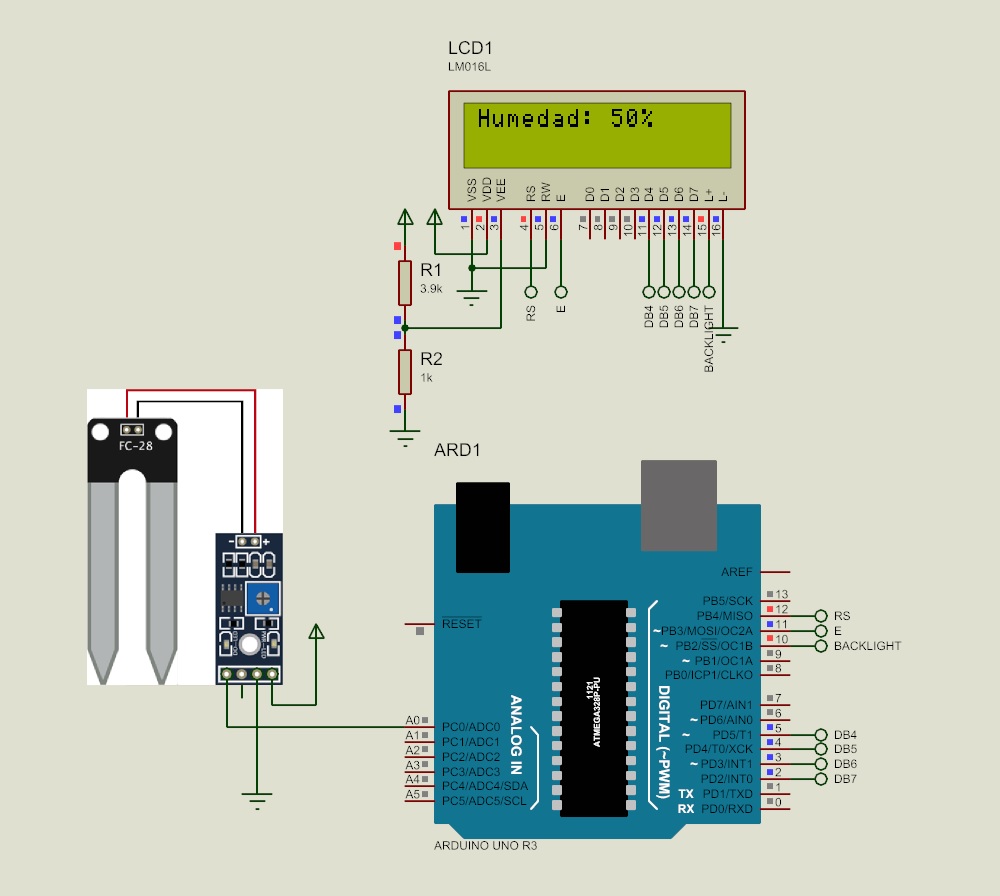 LCD1
LM016L
Humedad: 50%
VSS
VDD
VEE
RS
RW
E
D0
D1
D2
D3
D4
D5
D6
D7
L+
L-
1
2
3
4
5
6
7
8
9
10
11
12
13
14
15
16
R1
3.9k
RS
E
DB4
DB5
DB6
DB7
BACKLIGHT
R2
1k
FC-28
- +
ARD1
AREF
PB5/SCK 13
PB4/MISO 12 RS
~PB3/MOSI/OC2A 11 E
~ PB2/SS/OC1B 10 BACKLIGHT
~ PB1/OC1A 9
PB0/ICP1/CLKO 8
RESET
1121
ATMEGA328P-PU
DIGITAL (~PWM)
ANALOG IN
PD7/AIN1 7
~ PD6/AIN0 6
~ PD5/T1 5 DB4
PD4/T0/XCK 4 DB5
~ PD3/INT1 3 DB6
PD2/INT0 2 DB7
TX PD1/TXD 1
RX PD0/RXD 0
A0 PC0/ADC0
A1 PC1/ADC1
A2 PC2/ADC2
A3 PC3/ADC3
A4 PC4/ADC4/SDA
A5 PC5/ADC5/SCL
ARDUINO UNO R3